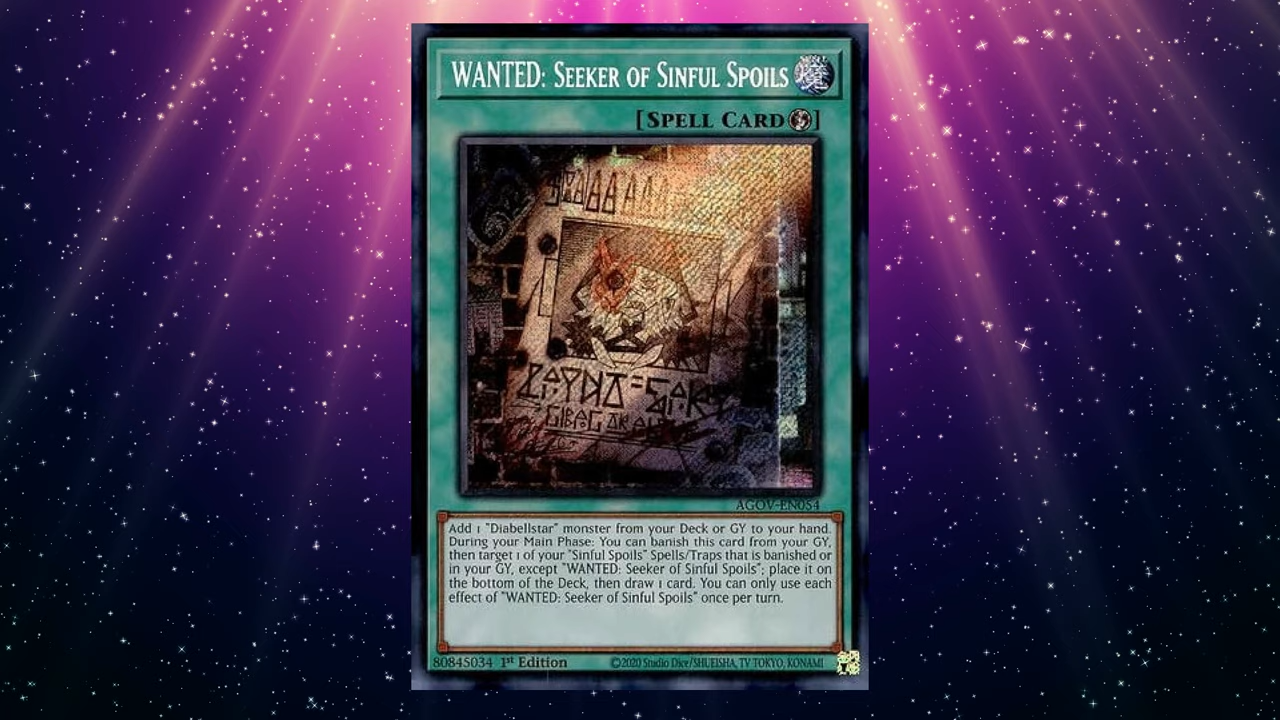 WANTED: SEEKER OF SINFUL SPOILS
[SPELL CARD]
AGOV-EN054
Add 1 "Diabellstar" monster from your Deck or GY to your hand.
During your Main Phase: You can banish this card from your GY,
then target 1 of your "Sinful Spoils" Spells/Traps that is banished or
in your GY, except "WANTED: Seeker of Sinful Spoils"; place it on
the bottom of the Deck, then draw 1 card. You can only use each
effect of "WANTED: Seeker of Sinful Spoils" once per turn.
80845034 1st Edition ©2020 Studio Dice/SHUEISHA, TV TOKYO, KONAMI